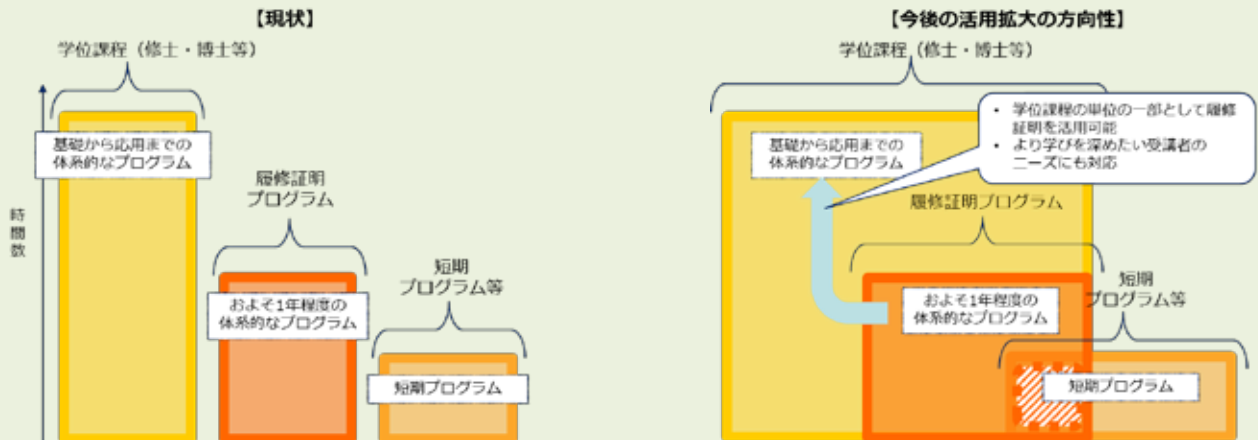 【現状】
学位課程（修士・博士等）
基礎から応用までの
体系的なプログラム
履修証明
プログラム
時間数
およそ1年程度の
体系的なプログラム
短期
プログラム等
短期プログラム
【今後の活用拡大の方向性】
学位課程（修士・博士等）
• 学位課程の単位の一部として履修
証明を活用可能
• より学びを深めたい受講者の
ニーズにも対応
基礎から応用までの
体系的なプログラム
履修証明プログラム
およそ1年程度の
体系的なプログラム
短期
プログラム等
短期プログラム